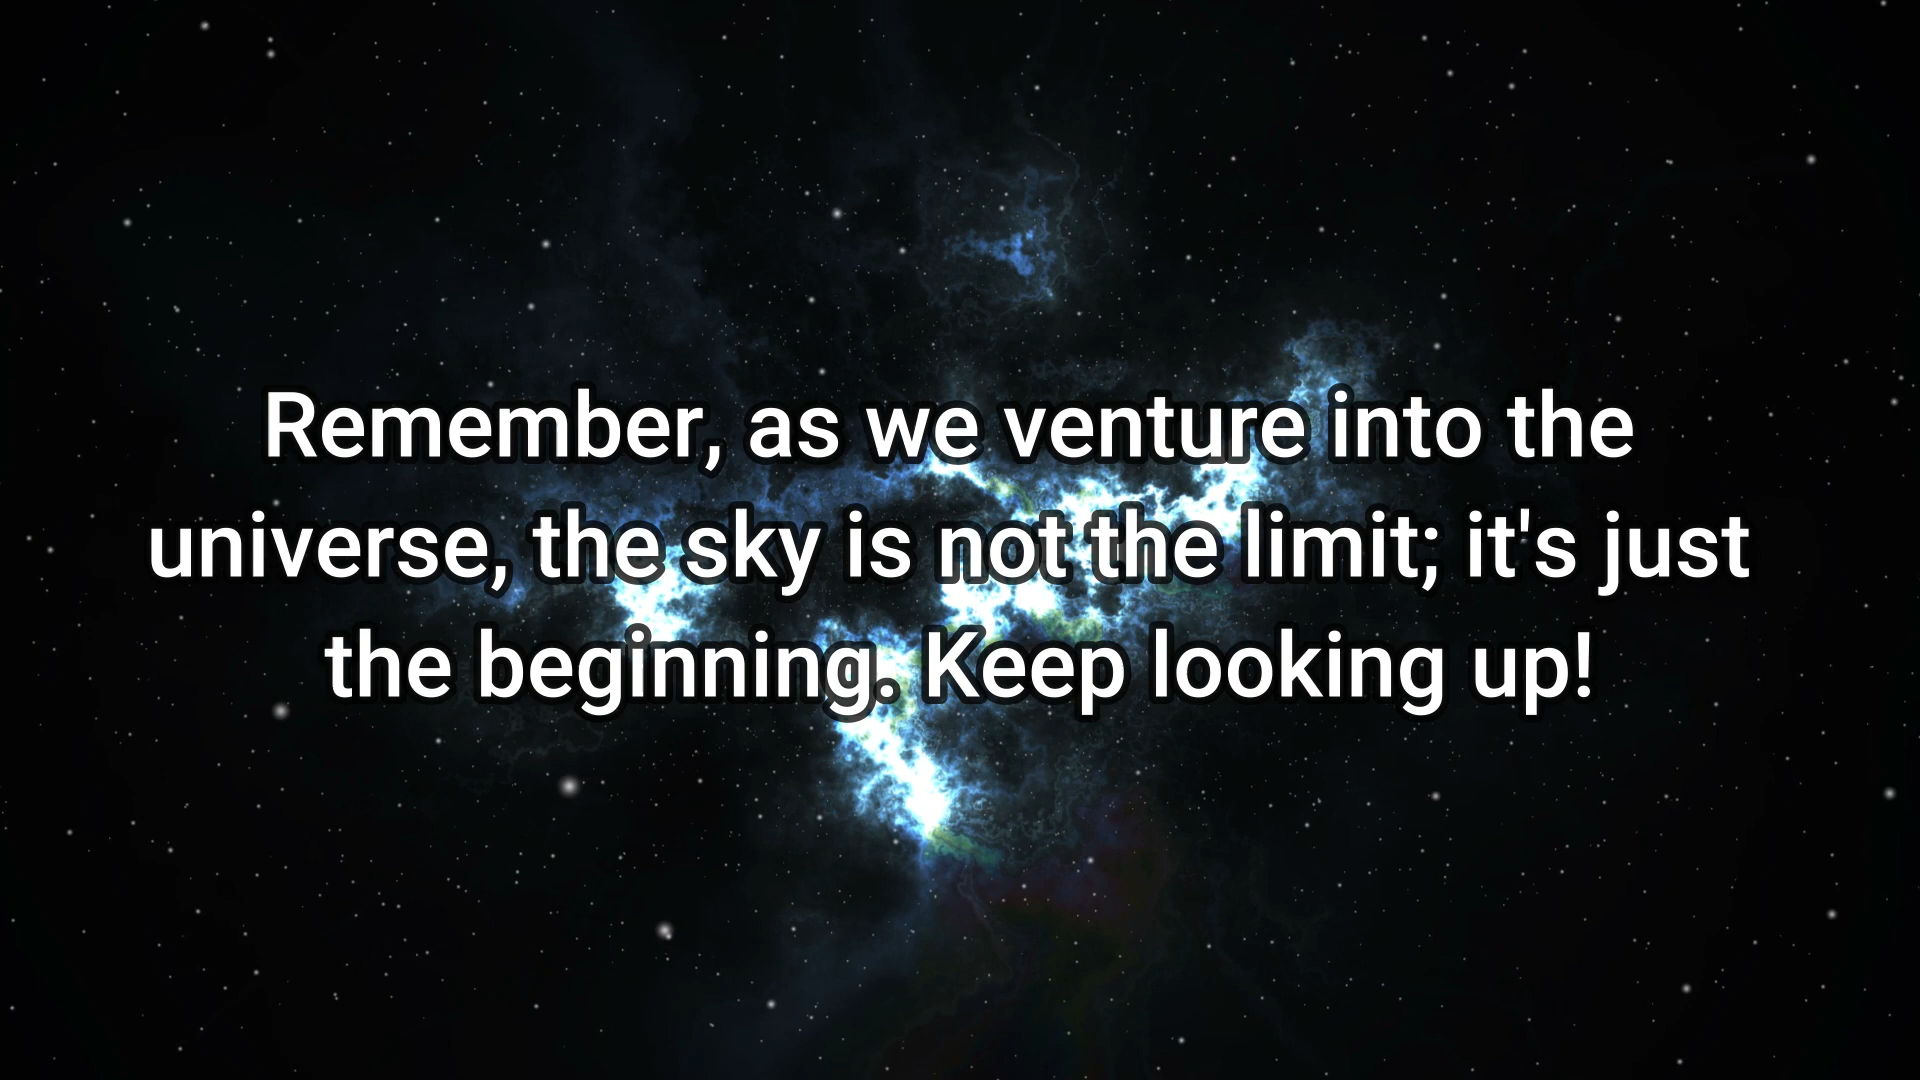 Remember, as we venture into the
universe, the sky is not the limit; it's just
the beginning. Keep looking up!